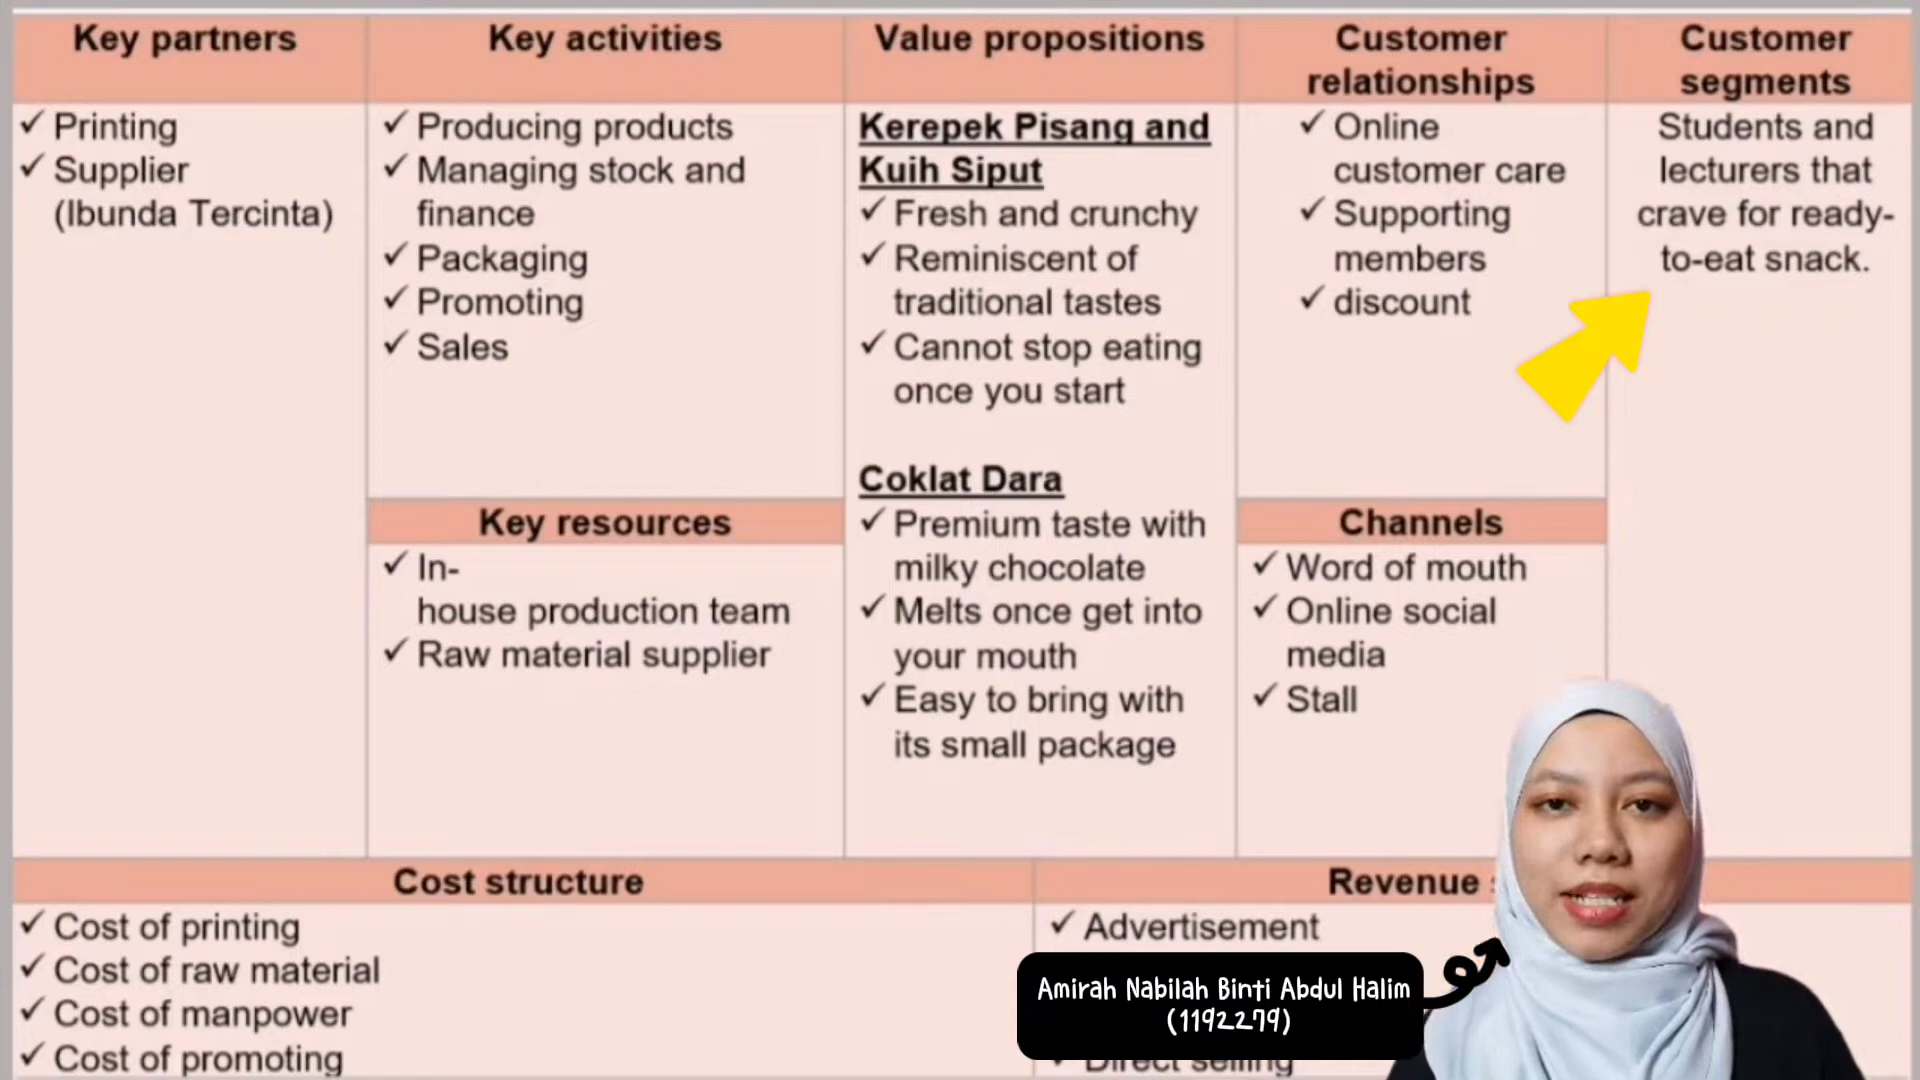 Key partners
✓ Printing
✓ Supplier
(Ibunda Tercinta)
Key activities
✓ Producing products
✓ Managing stock and
finance
✓ Packaging
✓ Promoting
✓ Sales
Key resources
✓ In-
house production team
✓ Raw material supplier
Value propositions
Kerepek Pisang and
Kuih Siput
✓ Fresh and crunchy
✓ Reminiscent of
traditional tastes
✓ Cannot stop eating
once you start
Coklat Dara
✓ Premium taste with
milky chocolate
✓ Melts once get into
your mouth
✓ Easy to bring with
its small package
Customer
relationships
✓ Online
customer care
✓ Supporting
members
✓ discount
Channels
✓ Word of mouth
✓ Online social
media
✓ Stall
Customer
segments
Students and
lecturers that
crave for ready-
to-eat snack.
Cost structure
✓ Cost of printing
✓ Cost of raw material
✓ Cost of manpower
✓ Cost of promoting
Revenue
✓ Advertisement
✓ Direct selling
Amirah Nabilah Binti Abdul Halim
(1192279)